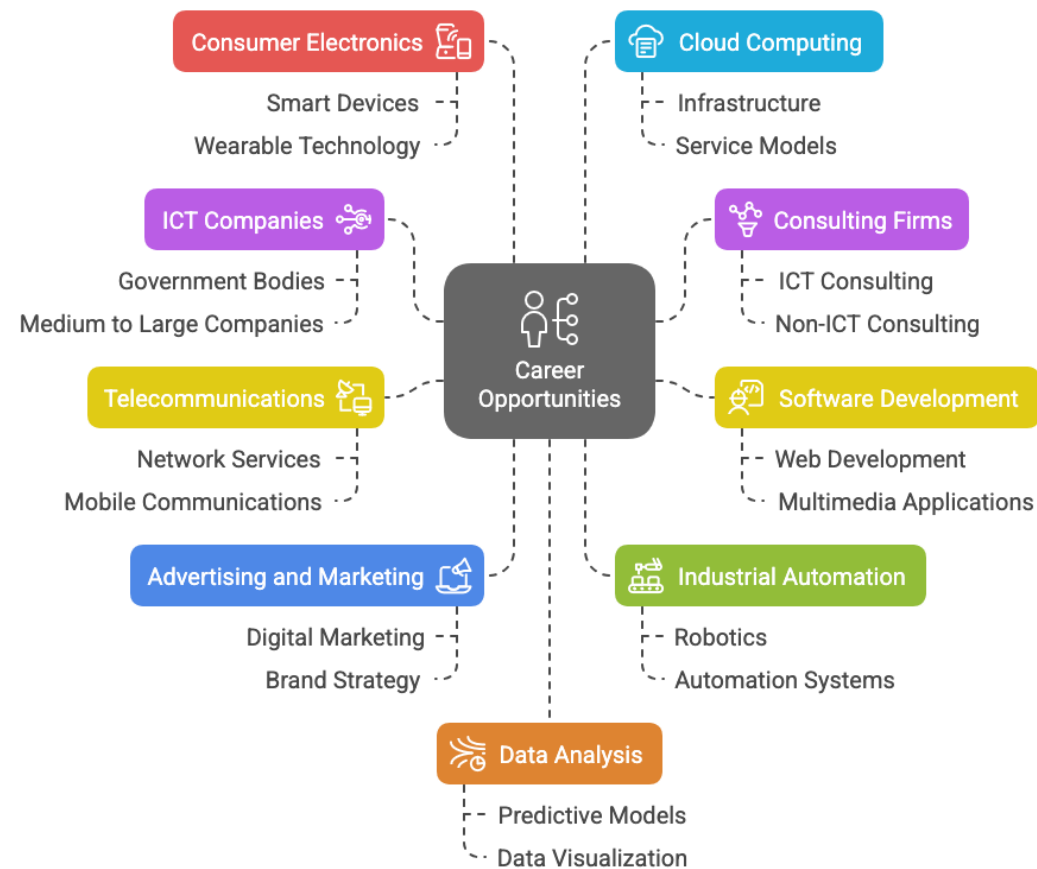 Consumer Electronics
Smart Devices
Wearable Technology
Cloud Computing
Infrastructure
Service Models
ICT Companies
Government Bodies
Medium to Large Companies
Consulting Firms
ICT Consulting
Non-ICT Consulting
Career
Opportunities
Telecommunications
Network Services
Mobile Communications
Software Development
Web Development
Multimedia Applications
Advertising and Marketing
Digital Marketing
Brand Strategy
Industrial Automation
Robotics
Automation Systems
Data Analysis
Predictive Models
Data Visualization